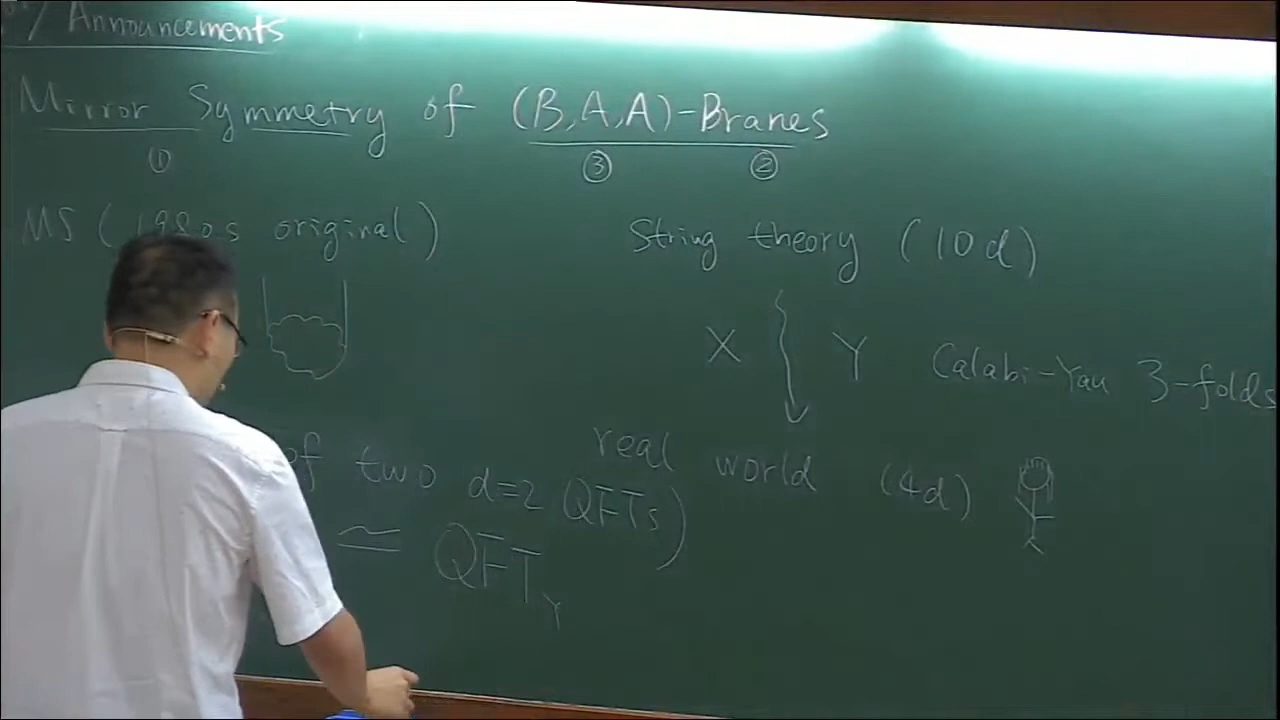 / Announcements
Mirror Symmetry of (B,A,A)-Branes
① ③ ②
MS (1980s original)
String theory (10d)
X Y Calabi-Yau 3-folds
real world (4d)
of two d=2 QFTs)
≃ QFT_Y